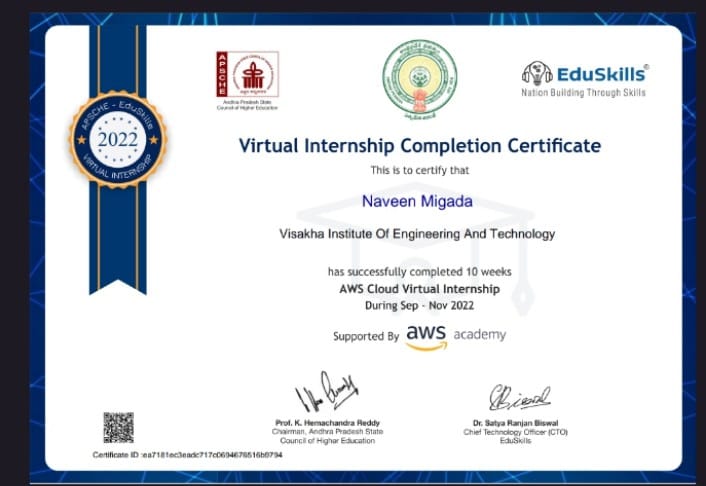 APSCHE
Andhra Pradesh State
Council of Higher Education
EduSkills®
Nation Building Through Skills
APSCHE - EduSkills
2022
VIRTUAL INTERNSHIP
Virtual Internship Completion Certificate
This is to certify that
Naveen Migada
Visakha Institute Of Engineering And Technology
has successfully completed 10 weeks
AWS Cloud Virtual Internship
During Sep - Nov 2022
Supported By aws academy
Prof. K. Hemachandra Reddy
Chairman, Andhra Pradesh State
Council of Higher Education
Dr. Satya Ranjan Biswal
Chief Technology Officer (CTO)
EduSkills
Certificate ID :ea7181ec3eadc717c0694676516b9794